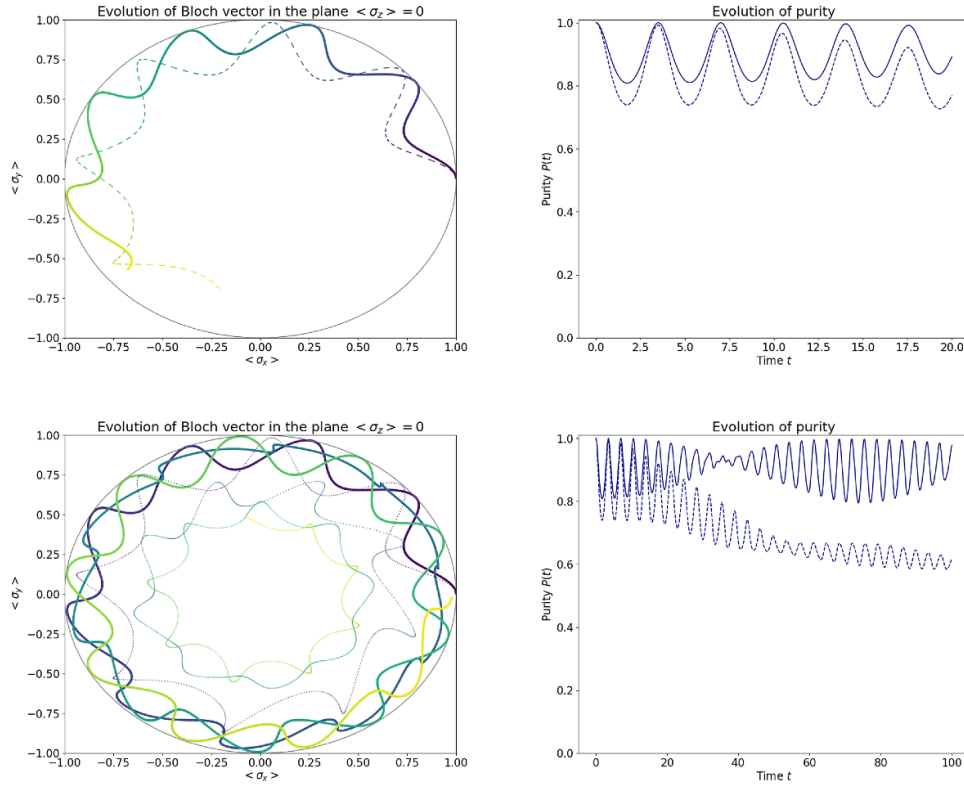 Evolution of Bloch vector in the plane < σz > = 0
1.00
0.75
0.50
0.25
0.00
−0.25
−0.50
−0.75
−1.00
< σy >
−1.00 −0.75 −0.50 −0.25 0.00 0.25 0.50 0.75 1.00
< σx >
Evolution of purity
1.0
0.8
0.6
0.4
0.2
0.0
Purity P(t)
0.0 2.5 5.0 7.5 10.0 12.5 15.0 17.5 20.0
Time t
Evolution of Bloch vector in the plane < σz > = 0
1.00
0.75
0.50
0.25
0.00
−0.25
−0.50
−0.75
−1.00
< σy >
−1.00 −0.75 −0.50 −0.25 0.00 0.25 0.50 0.75 1.00
< σx >
Evolution of purity
1.0
0.8
0.6
0.4
0.2
0.0
Purity P(t)
0 20 40 60 80 100
Time t